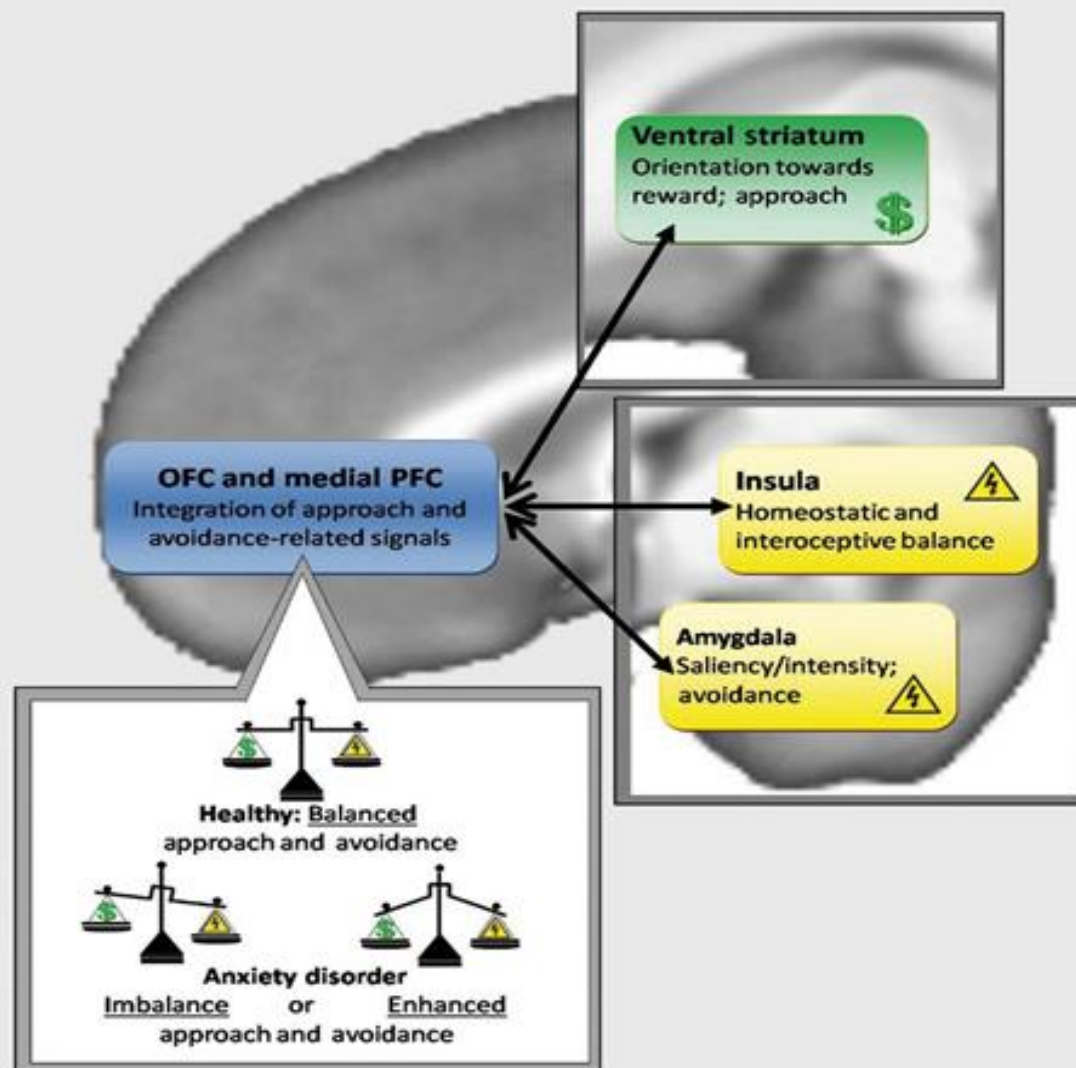 Ventral striatum
Orientation towards
reward; approach
$
OFC and medial PFC
Integration of approach and
avoidance-related signals
Insula
Homeostatic and
interoceptive balance
Amygdala
Saliency/intensity;
avoidance
$
Healthy: Balanced
approach and avoidance
$
$
Anxiety disorder
Imbalance or Enhanced
approach and avoidance